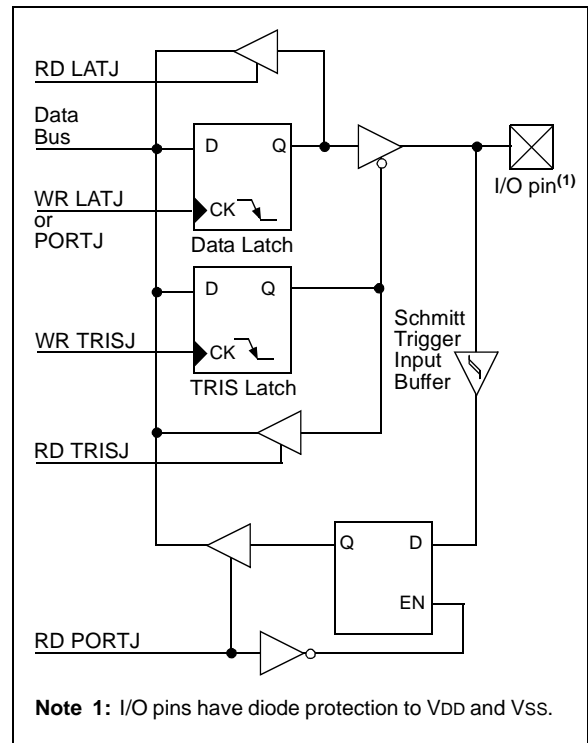 RD LATJ
Data
Bus
D Q
WR LATJ
or
PORTJ
CK
Data Latch
I/O pin(1)
D Q
WR TRISJ
CK
TRIS Latch
Schmitt
Trigger
Input
Buffer
RD TRISJ
Q D
EN
RD PORTJ
Note 1: I/O pins have diode protection to VDD and VSS.